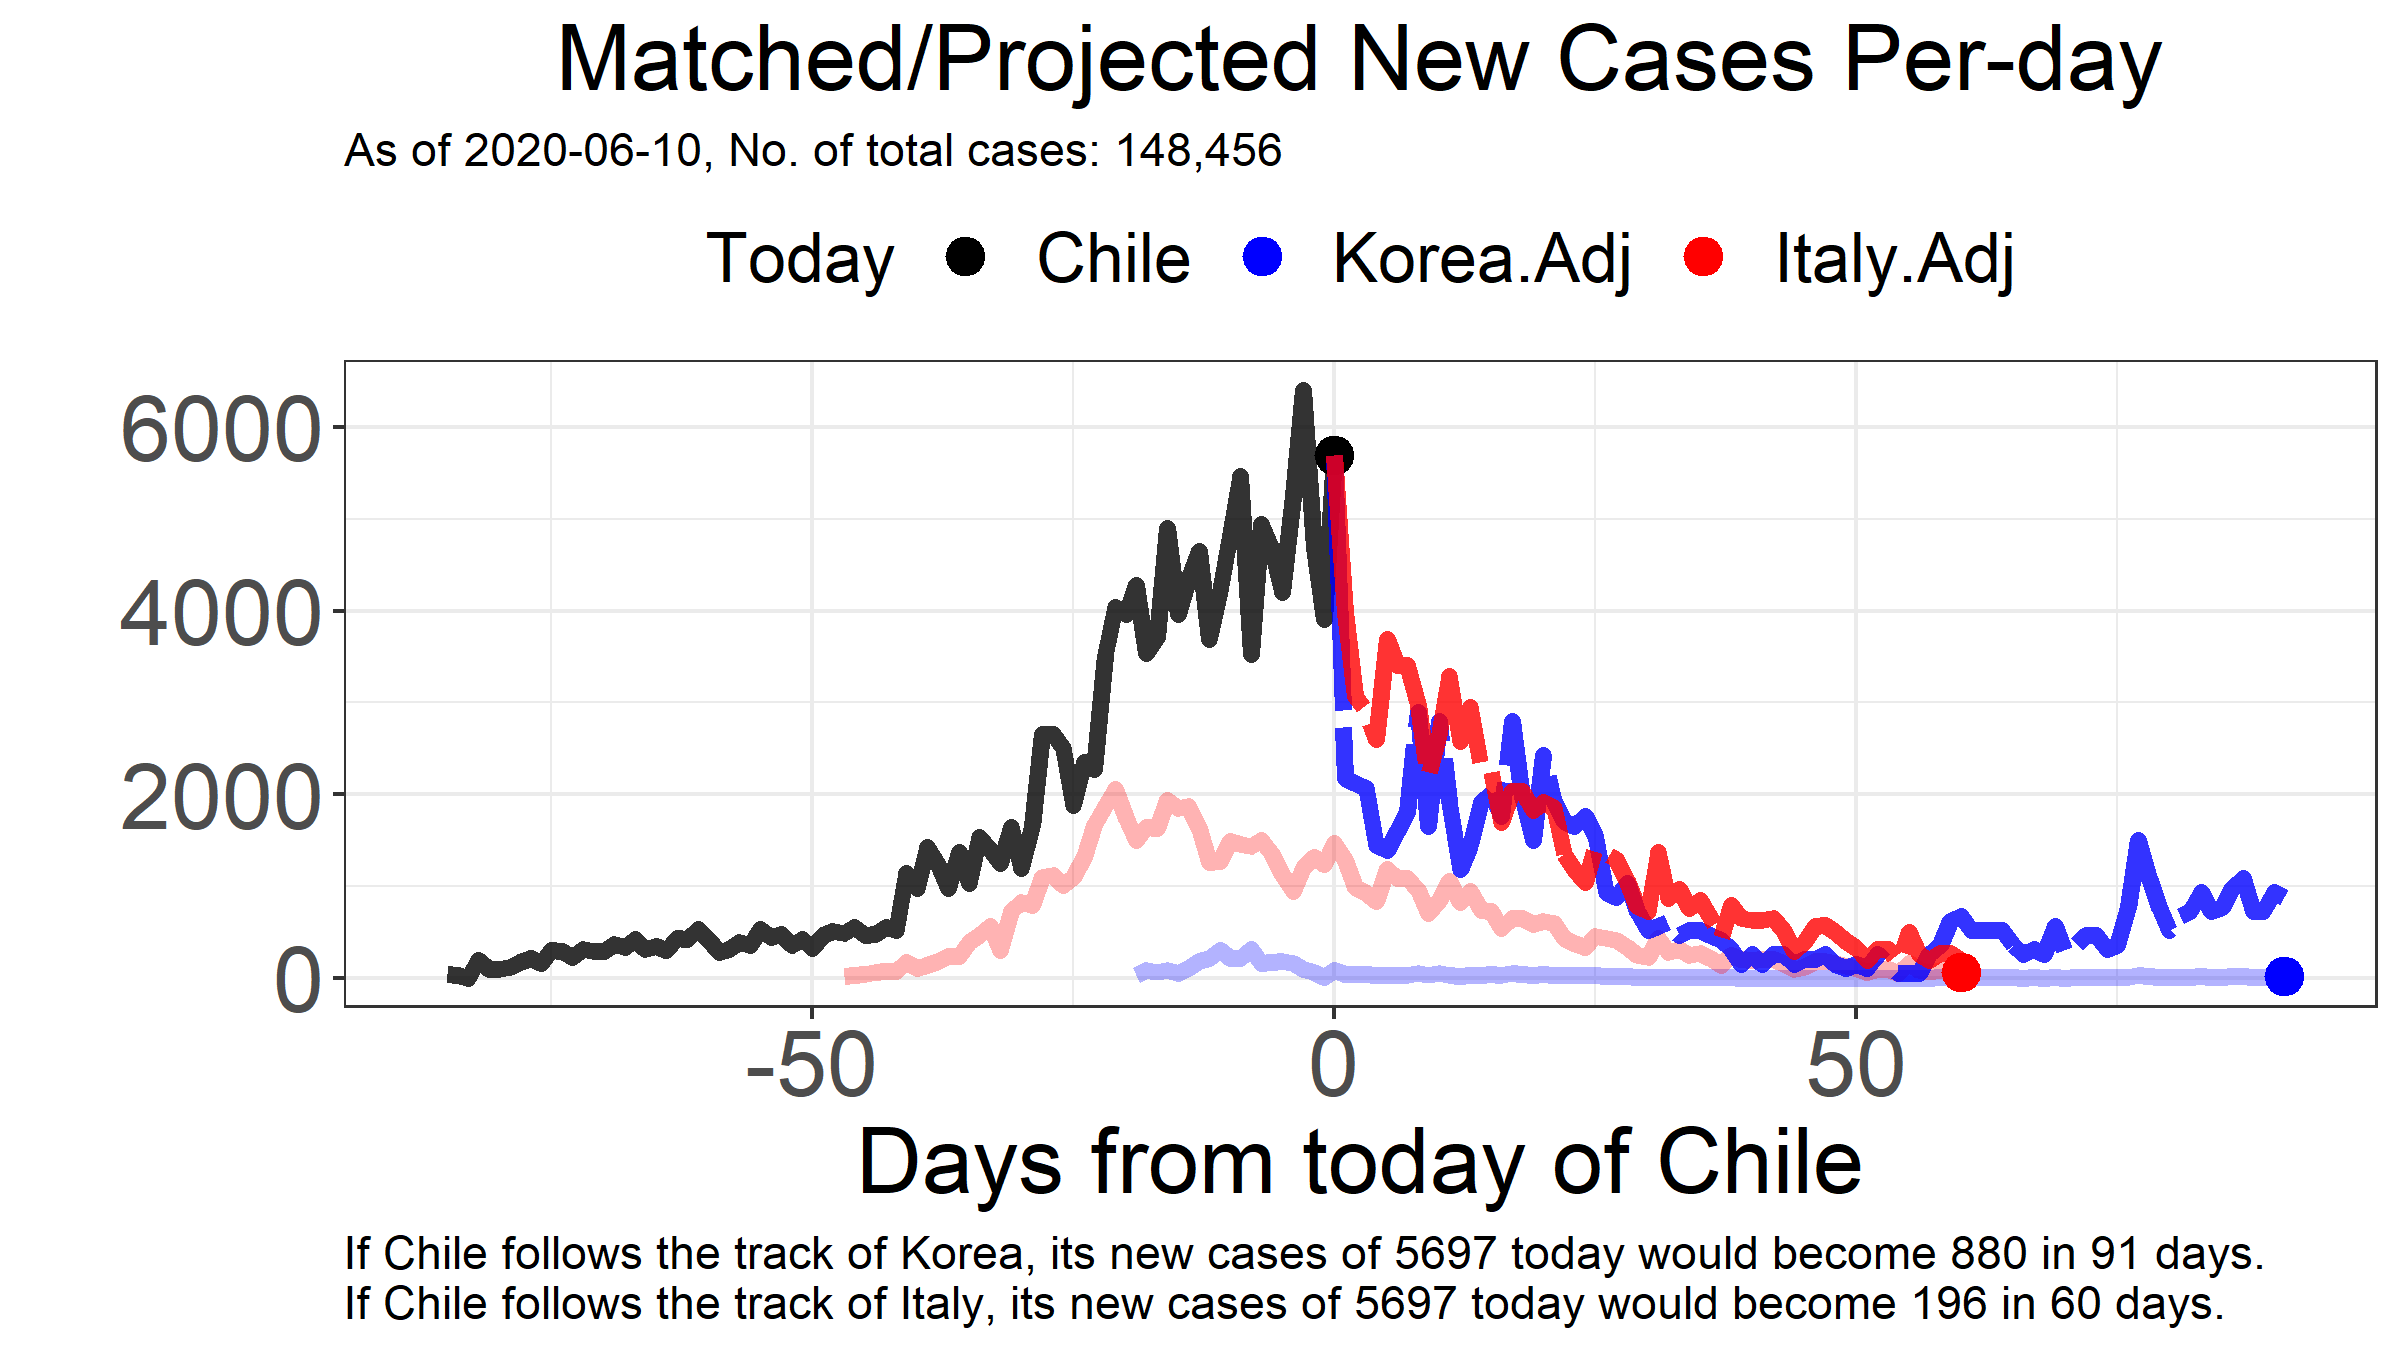 Matched/Projected New Cases Per-day
As of 2020-06-10, No. of total cases: 148,456
Today Chile Korea.Adj Italy.Adj
6000
4000
2000
0
-50 0 50
Days from today of Chile
If Chile follows the track of Korea, its new cases of 5697 today would become 880 in 91 days.
If Chile follows the track of Italy, its new cases of 5697 today would become 196 in 60 days.